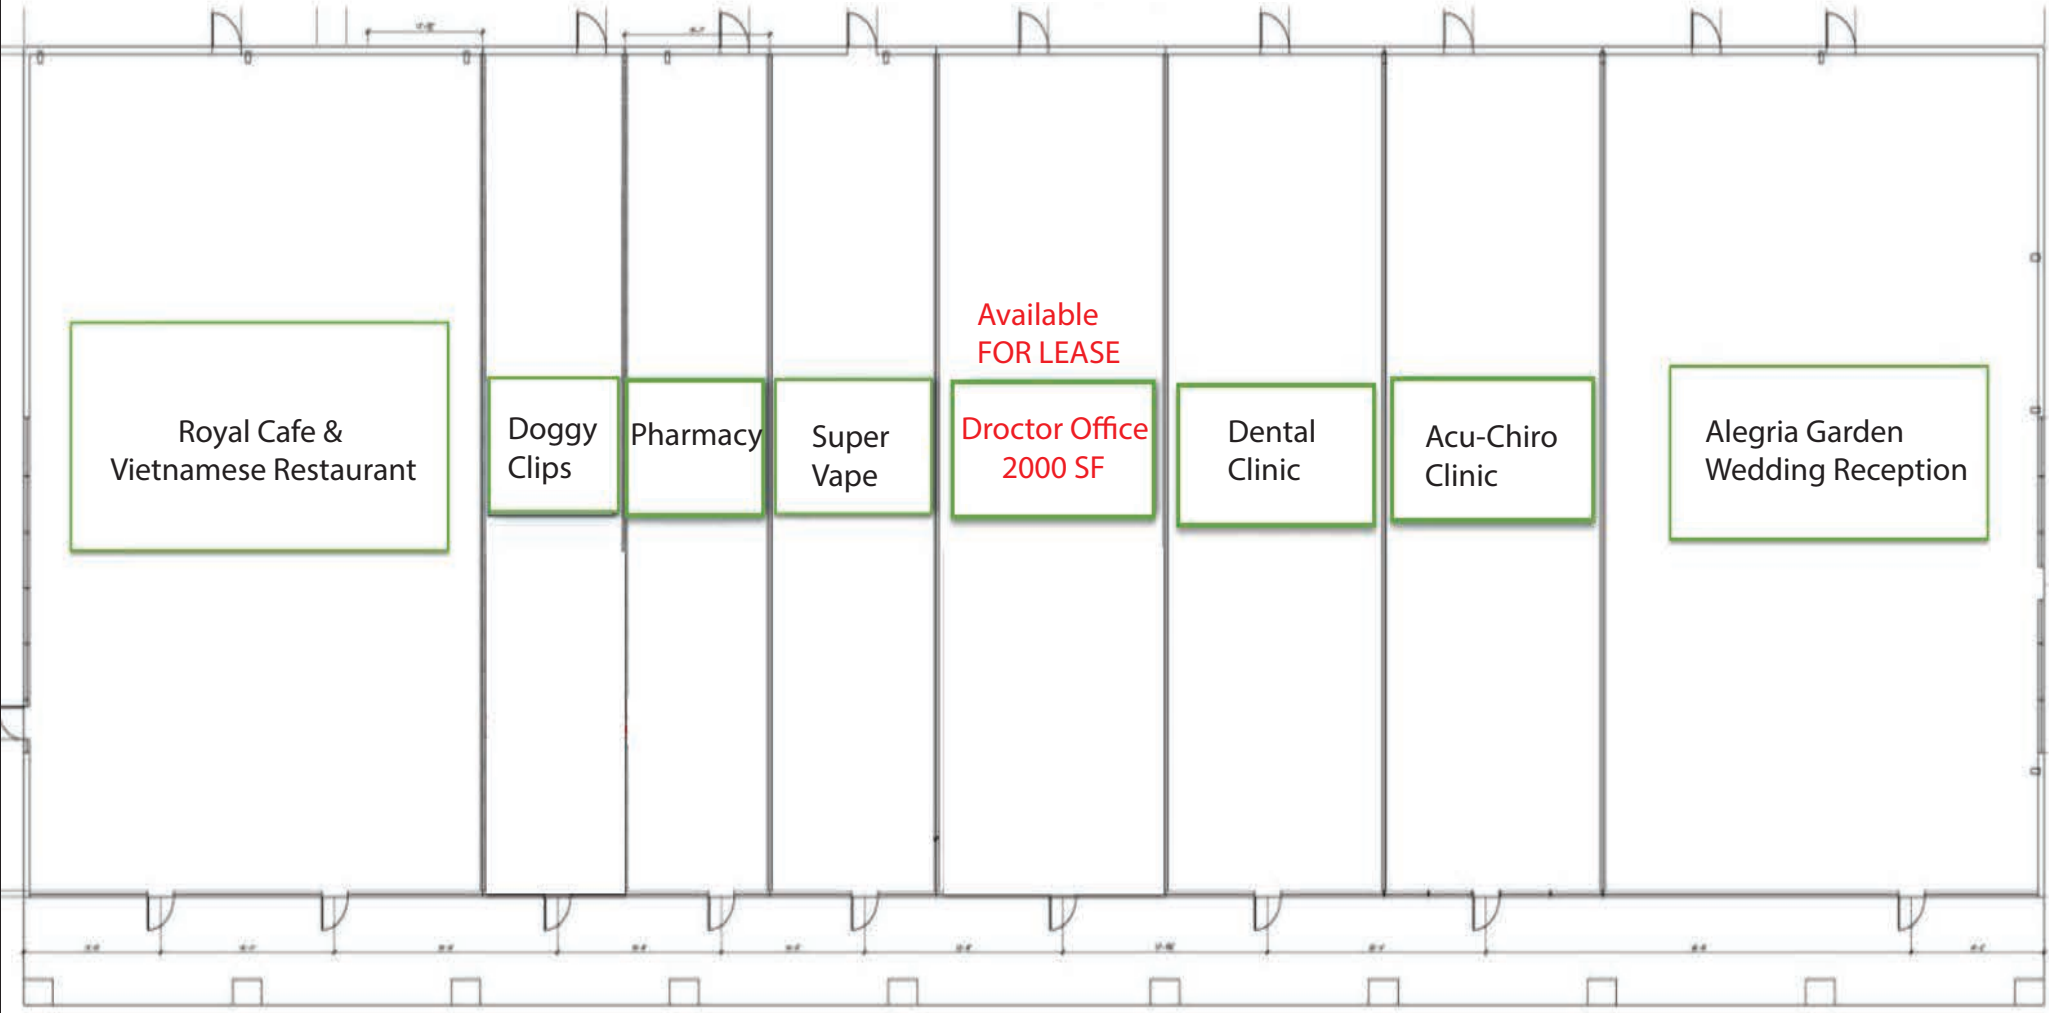 Royal Cafe &
Vietnamese Restaurant
Doggy
Clips
Pharmacy
Super
Vape
Available
FOR LEASE
Droctor Office
2000 SF
Dental
Clinic
Acu-Chiro
Clinic
Alegria Garden
Wedding Reception